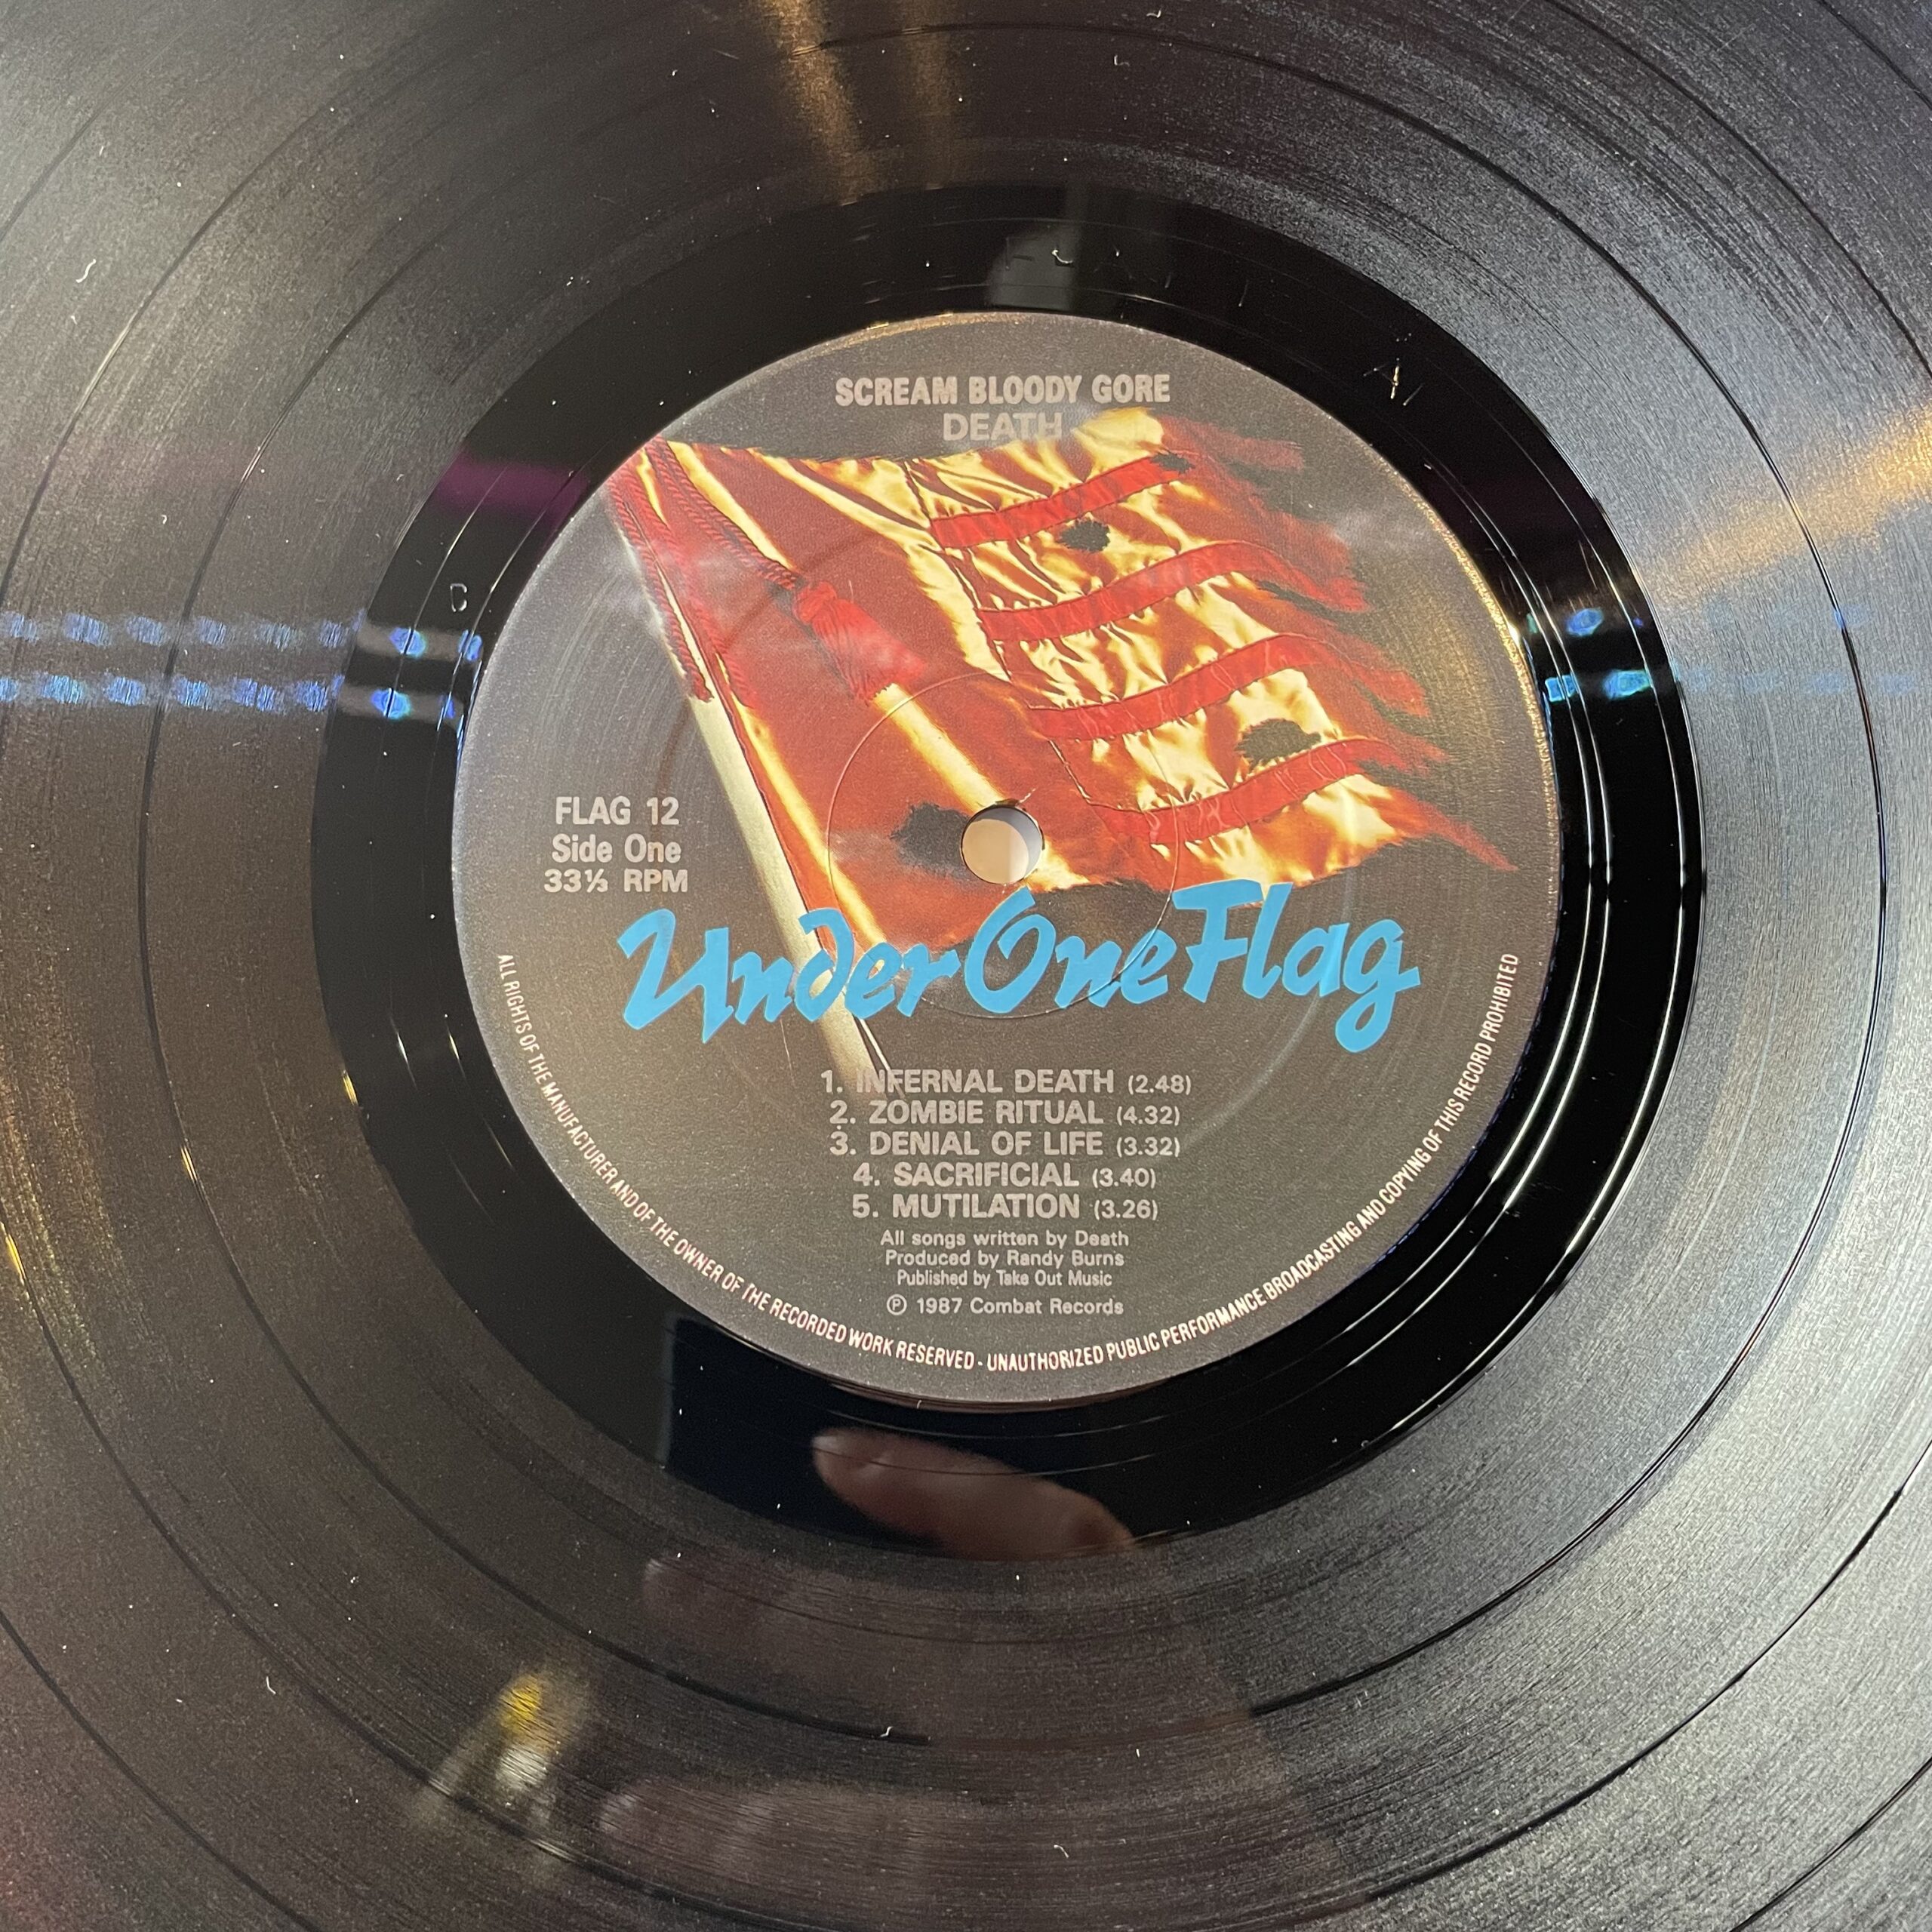 SCREAM BLOODY GORE
DEATH
FLAG 12
Side One
33⅓ RPM
Under One Flag
1. INFERNAL DEATH (2.48)
2. ZOMBIE RITUAL (4.32)
3. DENIAL OF LIFE (3.32)
4. SACRIFICIAL (3.40)
5. MUTILATION (3.26)
All songs written by Death
Produced by Randy Burns
Published by Take Out Music
℗ 1987 Combat Records
ALL RIGHTS OF THE MANUFACTURER AND OF THE OWNER OF THE RECORDED WORK RESERVED - UNAUTHORIZED PUBLIC PERFORMANCE BROADCASTING AND COPYING OF THIS RECORD PROHIBITED